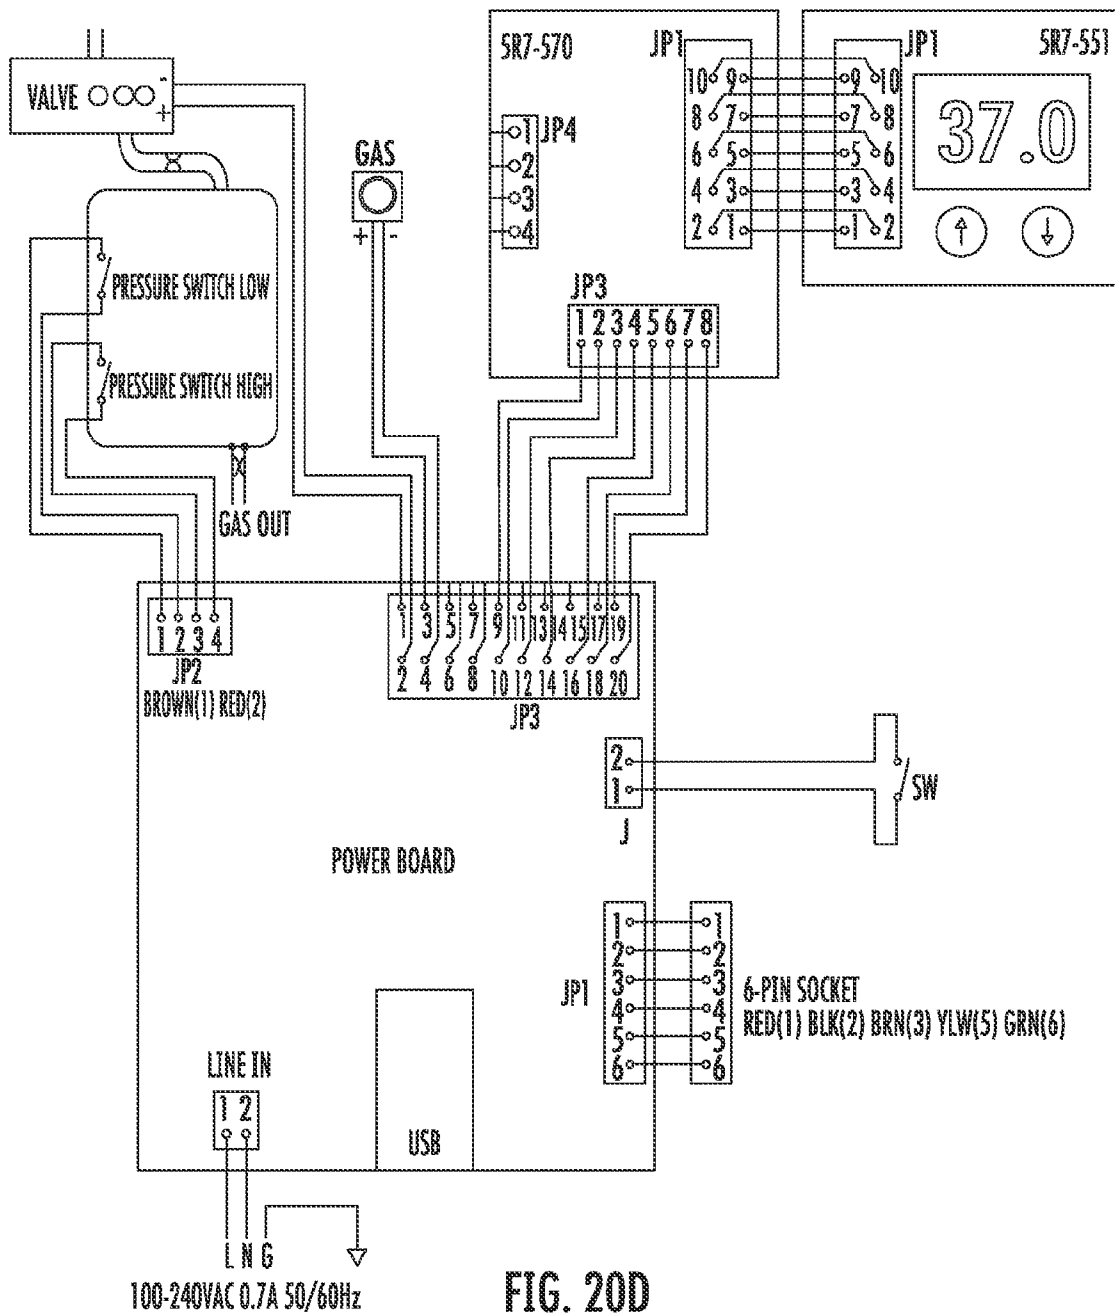 VALVE
-
+
GAS
+ -
PRESSURE SWITCH LOW
PRESSURE SWITCH HIGH
GAS OUT
5R7-570
JP1
10 9
8 7
6 5
4 3
2 1
JP4
1
2
3
4
JP3
1 2 3 4 5 6 7 8
JP1
5R7-551
9 10
7 8
5 6
3 4
1 2
37.0
1 2 3 4
JP2
BROWN(1) RED(2)
1 3 5 7 9 11 13 14 15 17 19
2 4 6 8 10 12 14 16 18 20
JP3
2
1
J
SW
POWER BOARD
JP1
1
2
3
4
5
6
1
2
3
4
5
6
6-PIN SOCKET
RED(1) BLK(2) BRN(3) YLW(5) GRN(6)
LINE IN
1 2
USB
L N G
100-240VAC 0.7A 50/60Hz
FIG. 20D